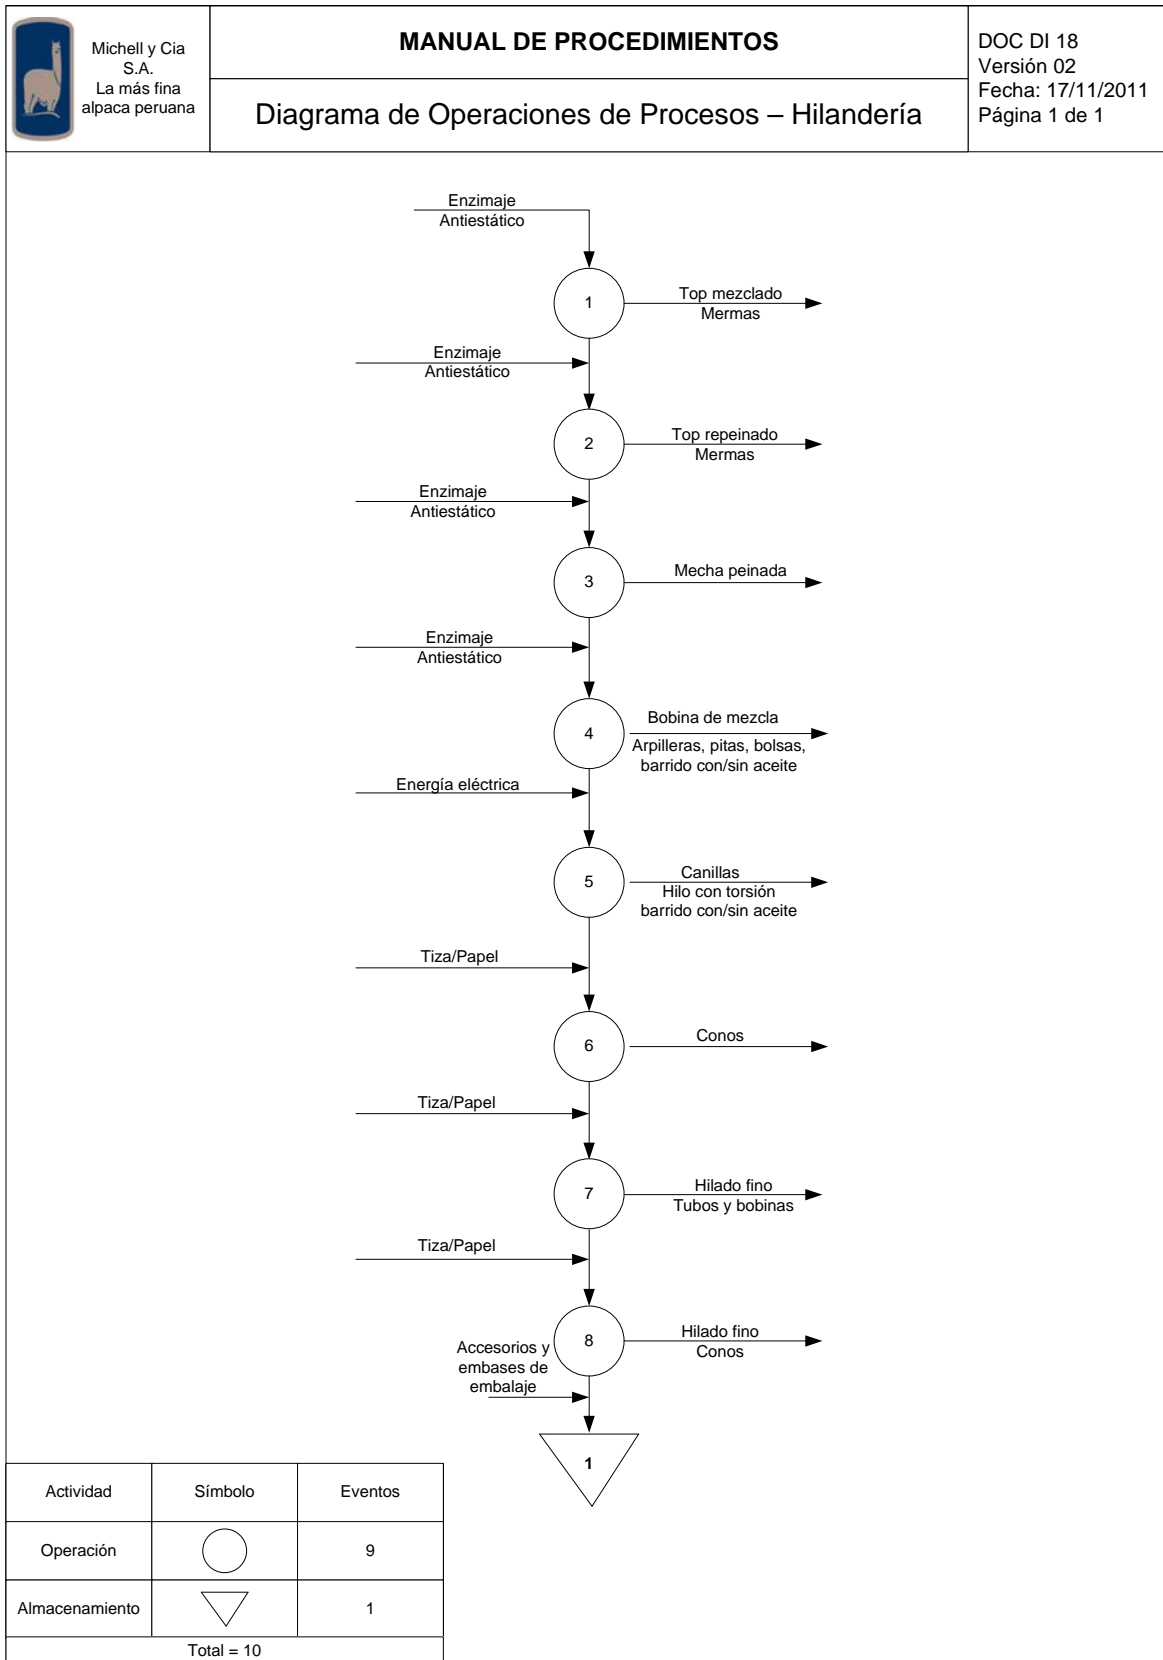 Michell y Cia
S.A.
La más fina
alpaca peruana
MANUAL DE PROCEDIMIENTOS
Diagrama de Operaciones de Procesos – Hilandería
DOC DI 18
Versión 02
Fecha: 17/11/2011
Página 1 de 1
Enzimaje
Antiestático
1
Top mezclado
Mermas
Enzimaje
Antiestático
2
Top repeinado
Mermas
Enzimaje
Antiestático
3
Mecha peinada
Enzimaje
Antiestático
4
Bobina de mezcla
Arpilleras, pitas, bolsas,
barrido con/sin aceite
Energía eléctrica
5
Canillas
Hilo con torsión
barrido con/sin aceite
Tiza/Papel
6
Conos
Tiza/Papel
7
Hilado fino
Tubos y bobinas
Tiza/Papel
8
Hilado fino
Conos
Accesorios y
embases de
embalaje
1
Actividad
Símbolo
Eventos
Operación
9
Almacenamiento
1
Total = 10